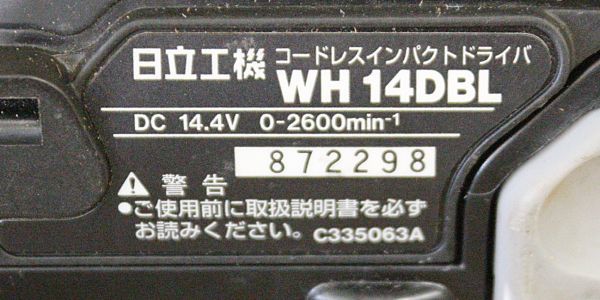 日立工機 コードレスインパクトドライバ
WH 14DBL
DC 14.4V 0-2600min⁻¹
872298
⚠ 警告
●ご使用前に取扱説明書を必ず
お読みください。 C335063A